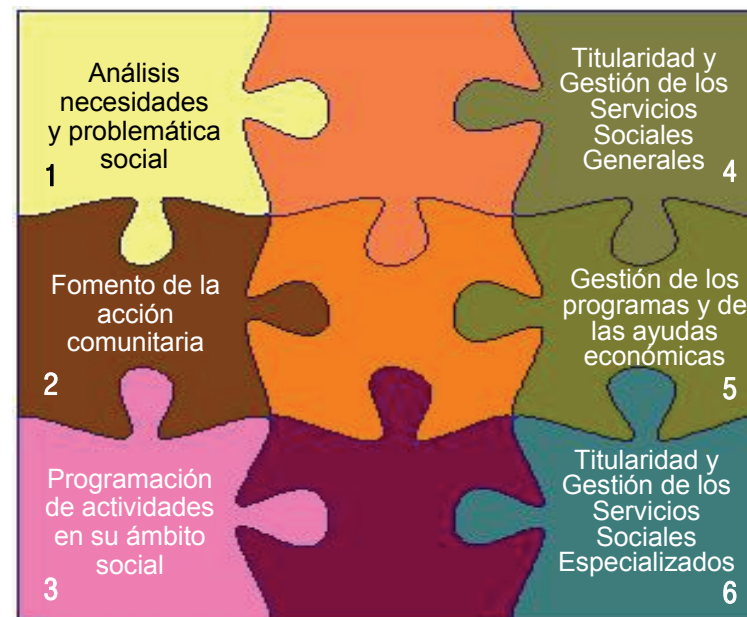 Análisis
necesidades
y problemática
social
1
Titularidad y
Gestión de los
Servicios
Sociales
Generales
4
Fomento de la
acción
comunitaria
2
Gestión de los
programas y de
las ayudas
económicas
5
Programación
de actividades
en su ámbito
social
3
Titularidad y
Gestión de los
Servicios
Sociales
Especializados
6